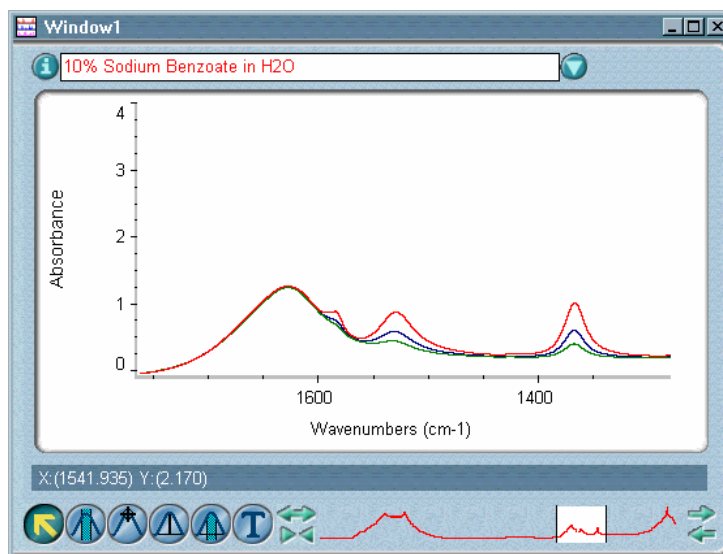 Window1
10% Sodium Benzoate in H2O
4
3
2
1
0
Absorbance
1600 1400
Wavenumbers (cm-1)
X:(1541.935) Y:(2.170)
T